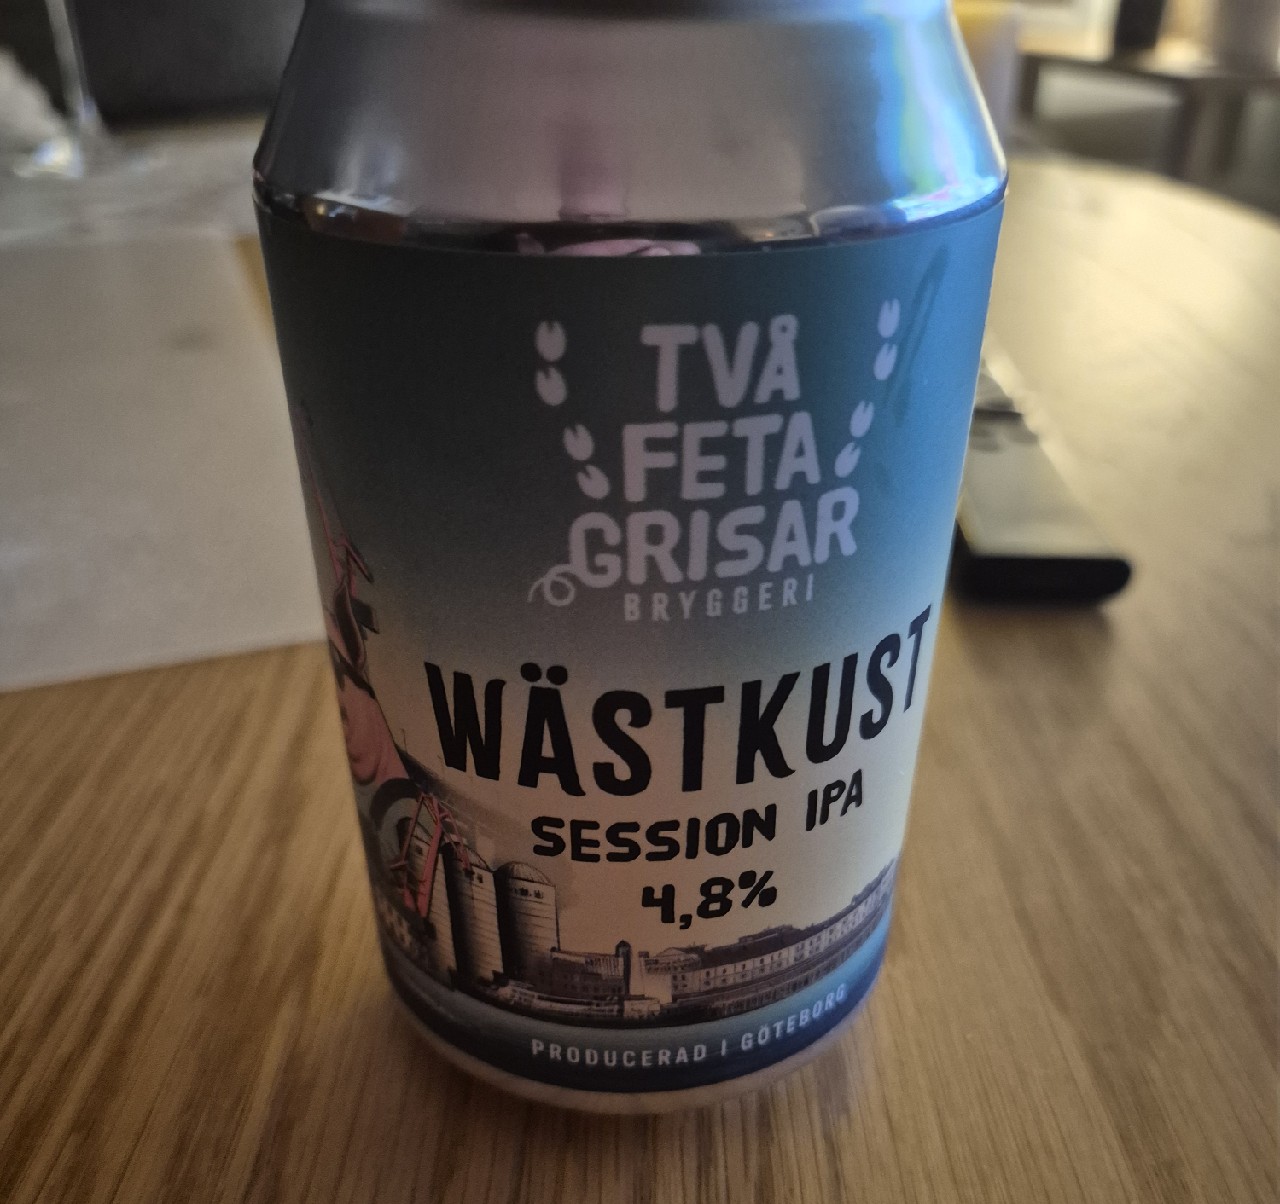 TVÅ
FETA
GRISAR
BRYGGERI
WÄSTKUST
SESSION IPA
4,8%
PRODUCERAD I GÖTEBORG